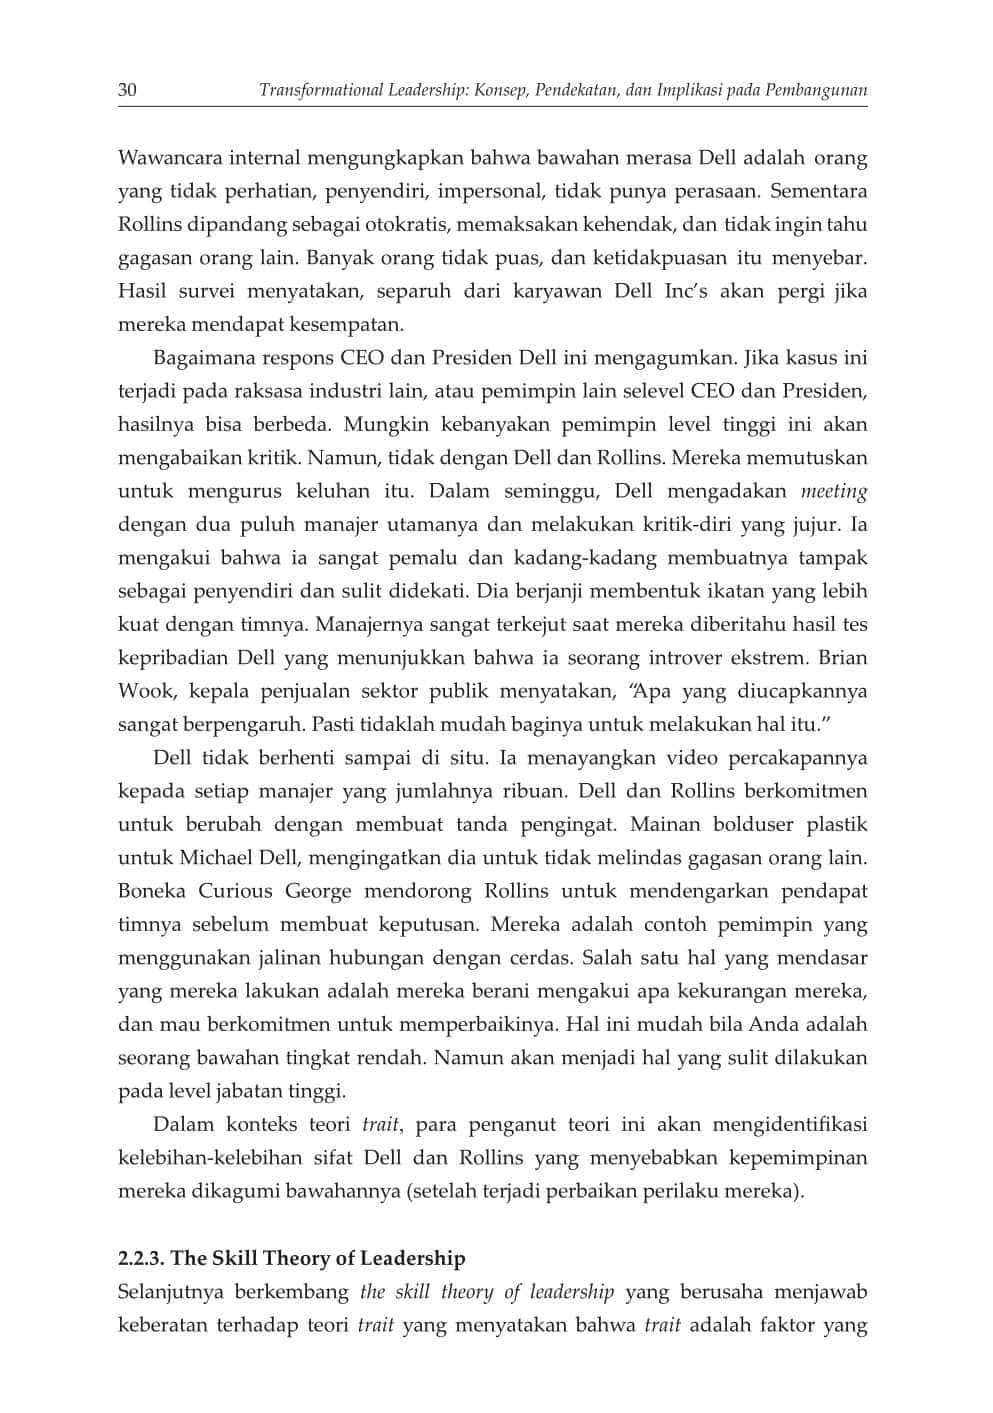 30 Transformational Leadership: Konsep, Pendekatan, dan Implikasi pada Pembangunan
Wawancara internal mengungkapkan bahwa bawahan merasa Dell adalah orang
yang tidak perhatian, penyendiri, impersonal, tidak punya perasaan. Sementara
Rollins dipandang sebagai otokratis, memaksakan kehendak, dan tidak ingin tahu
gagasan orang lain. Banyak orang tidak puas, dan ketidakpuasan itu menyebar.
Hasil survei menyatakan, separuh dari karyawan Dell Inc’s akan pergi jika
mereka mendapat kesempatan.
Bagaimana respons CEO dan Presiden Dell ini mengagumkan. Jika kasus ini
terjadi pada raksasa industri lain, atau pemimpin lain selevel CEO dan Presiden,
hasilnya bisa berbeda. Mungkin kebanyakan pemimpin level tinggi ini akan
mengabaikan kritik. Namun, tidak dengan Dell dan Rollins. Mereka memutuskan
untuk mengurus keluhan itu. Dalam seminggu, Dell mengadakan meeting
dengan dua puluh manajer utamanya dan melakukan kritik-diri yang jujur. Ia
mengakui bahwa ia sangat pemalu dan kadang-kadang membuatnya tampak
sebagai penyendiri dan sulit didekati. Dia berjanji membentuk ikatan yang lebih
kuat dengan timnya. Manajernya sangat terkejut saat mereka diberitahu hasil tes
kepribadian Dell yang menunjukkan bahwa ia seorang introver ekstrem. Brian
Wook, kepala penjualan sektor publik menyatakan, “Apa yang diucapkannya
sangat berpengaruh. Pasti tidaklah mudah baginya untuk melakukan hal itu.”
Dell tidak berhenti sampai di situ. Ia menayangkan video percakapannya
kepada setiap manajer yang jumlahnya ribuan. Dell dan Rollins berkomitmen
untuk berubah dengan membuat tanda pengingat. Mainan bolduser plastik
untuk Michael Dell, mengingatkan dia untuk tidak melindas gagasan orang lain.
Boneka Curious George mendorong Rollins untuk mendengarkan pendapat
timnya sebelum membuat keputusan. Mereka adalah contoh pemimpin yang
menggunakan jalinan hubungan dengan cerdas. Salah satu hal yang mendasar
yang mereka lakukan adalah mereka berani mengakui apa kekurangan mereka,
dan mau berkomitmen untuk memperbaikinya. Hal ini mudah bila Anda adalah
seorang bawahan tingkat rendah. Namun akan menjadi hal yang sulit dilakukan
pada level jabatan tinggi.
Dalam konteks teori trait, para penganut teori ini akan mengidentifikasi
kelebihan-kelebihan sifat Dell dan Rollins yang menyebabkan kepemimpinan
mereka dikagumi bawahannya (setelah terjadi perbaikan perilaku mereka).
2.2.3. The Skill Theory of Leadership
Selanjutnya berkembang the skill theory of leadership yang berusaha menjawab
keberatan terhadap teori trait yang menyatakan bahwa trait adalah faktor yang